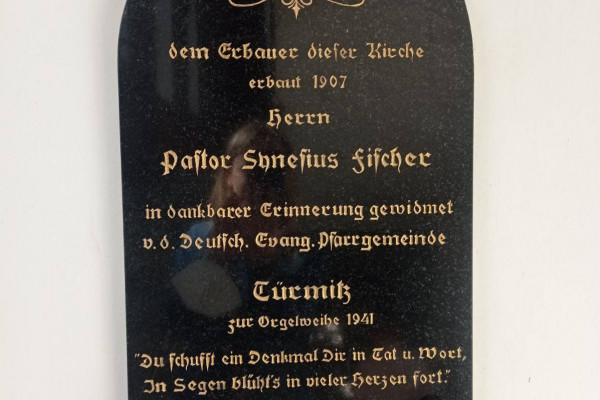 dem Erbauer dieſer Kirche
erbaut 1907
Herrn
Paſtor Syneſius Fiſcher
in dankbarer Erinnerung gewidmet
v. d. Deutſch. Evang. Pfarrgemeinde
Türmitz
zur Orgelweihe 1941
"Du ſchufſt ein Denkmal Dir in Tat u. Wort,
In Segen blüht's in vieler Herzen fort."